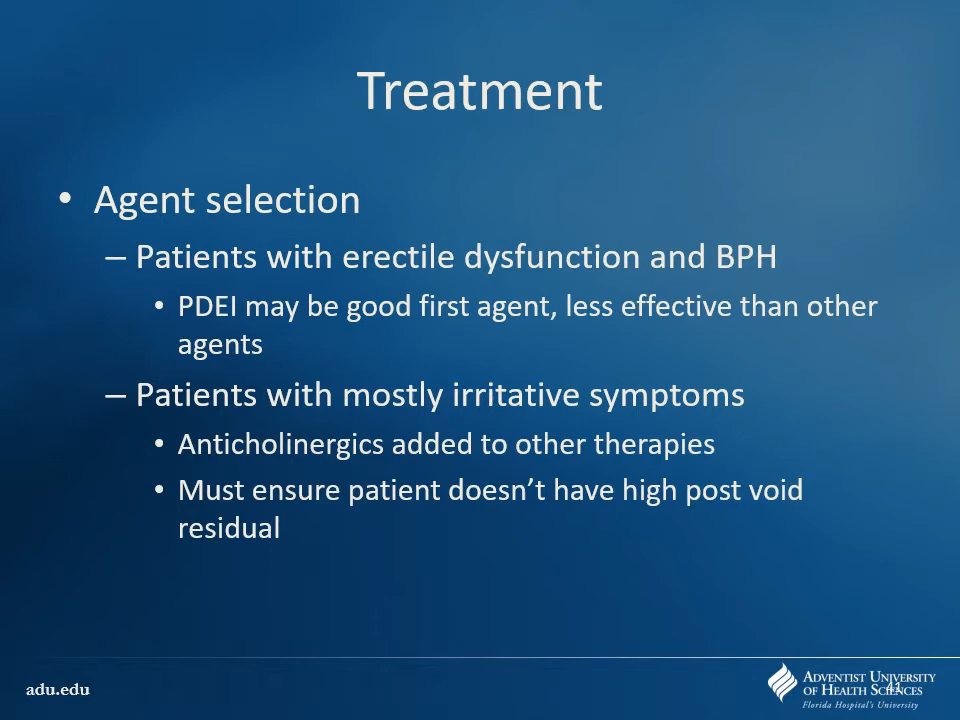 Treatment
• Agent selection
– Patients with erectile dysfunction and BPH
• PDEI may be good first agent, less effective than other
agents
– Patients with mostly irritative symptoms
• Anticholinergics added to other therapies
• Must ensure patient doesn’t have high post void
residual
adu.edu
ADVENTIST UNIVERSITY
OF HEALTH SCIENCES
41
Florida Hospital's University